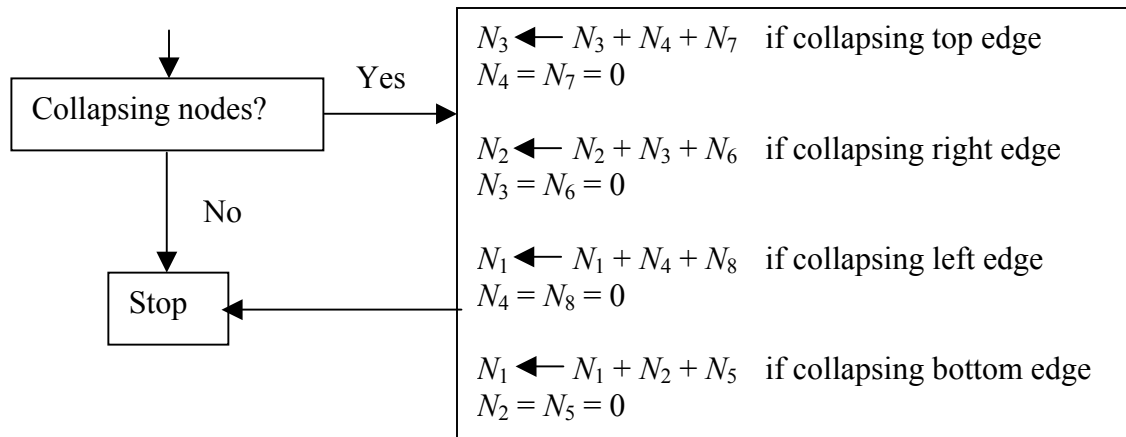 Collapsing nodes?
Yes
No
Stop
N₃ ← N₃ + N₄ + N₇ if collapsing top edge
N₄ = N₇ = 0
N₂ ← N₂ + N₃ + N₆ if collapsing right edge
N₃ = N₆ = 0
N₁ ← N₁ + N₄ + N₈ if collapsing left edge
N₄ = N₈ = 0
N₁ ← N₁ + N₂ + N₅ if collapsing bottom edge
N₂ = N₅ = 0